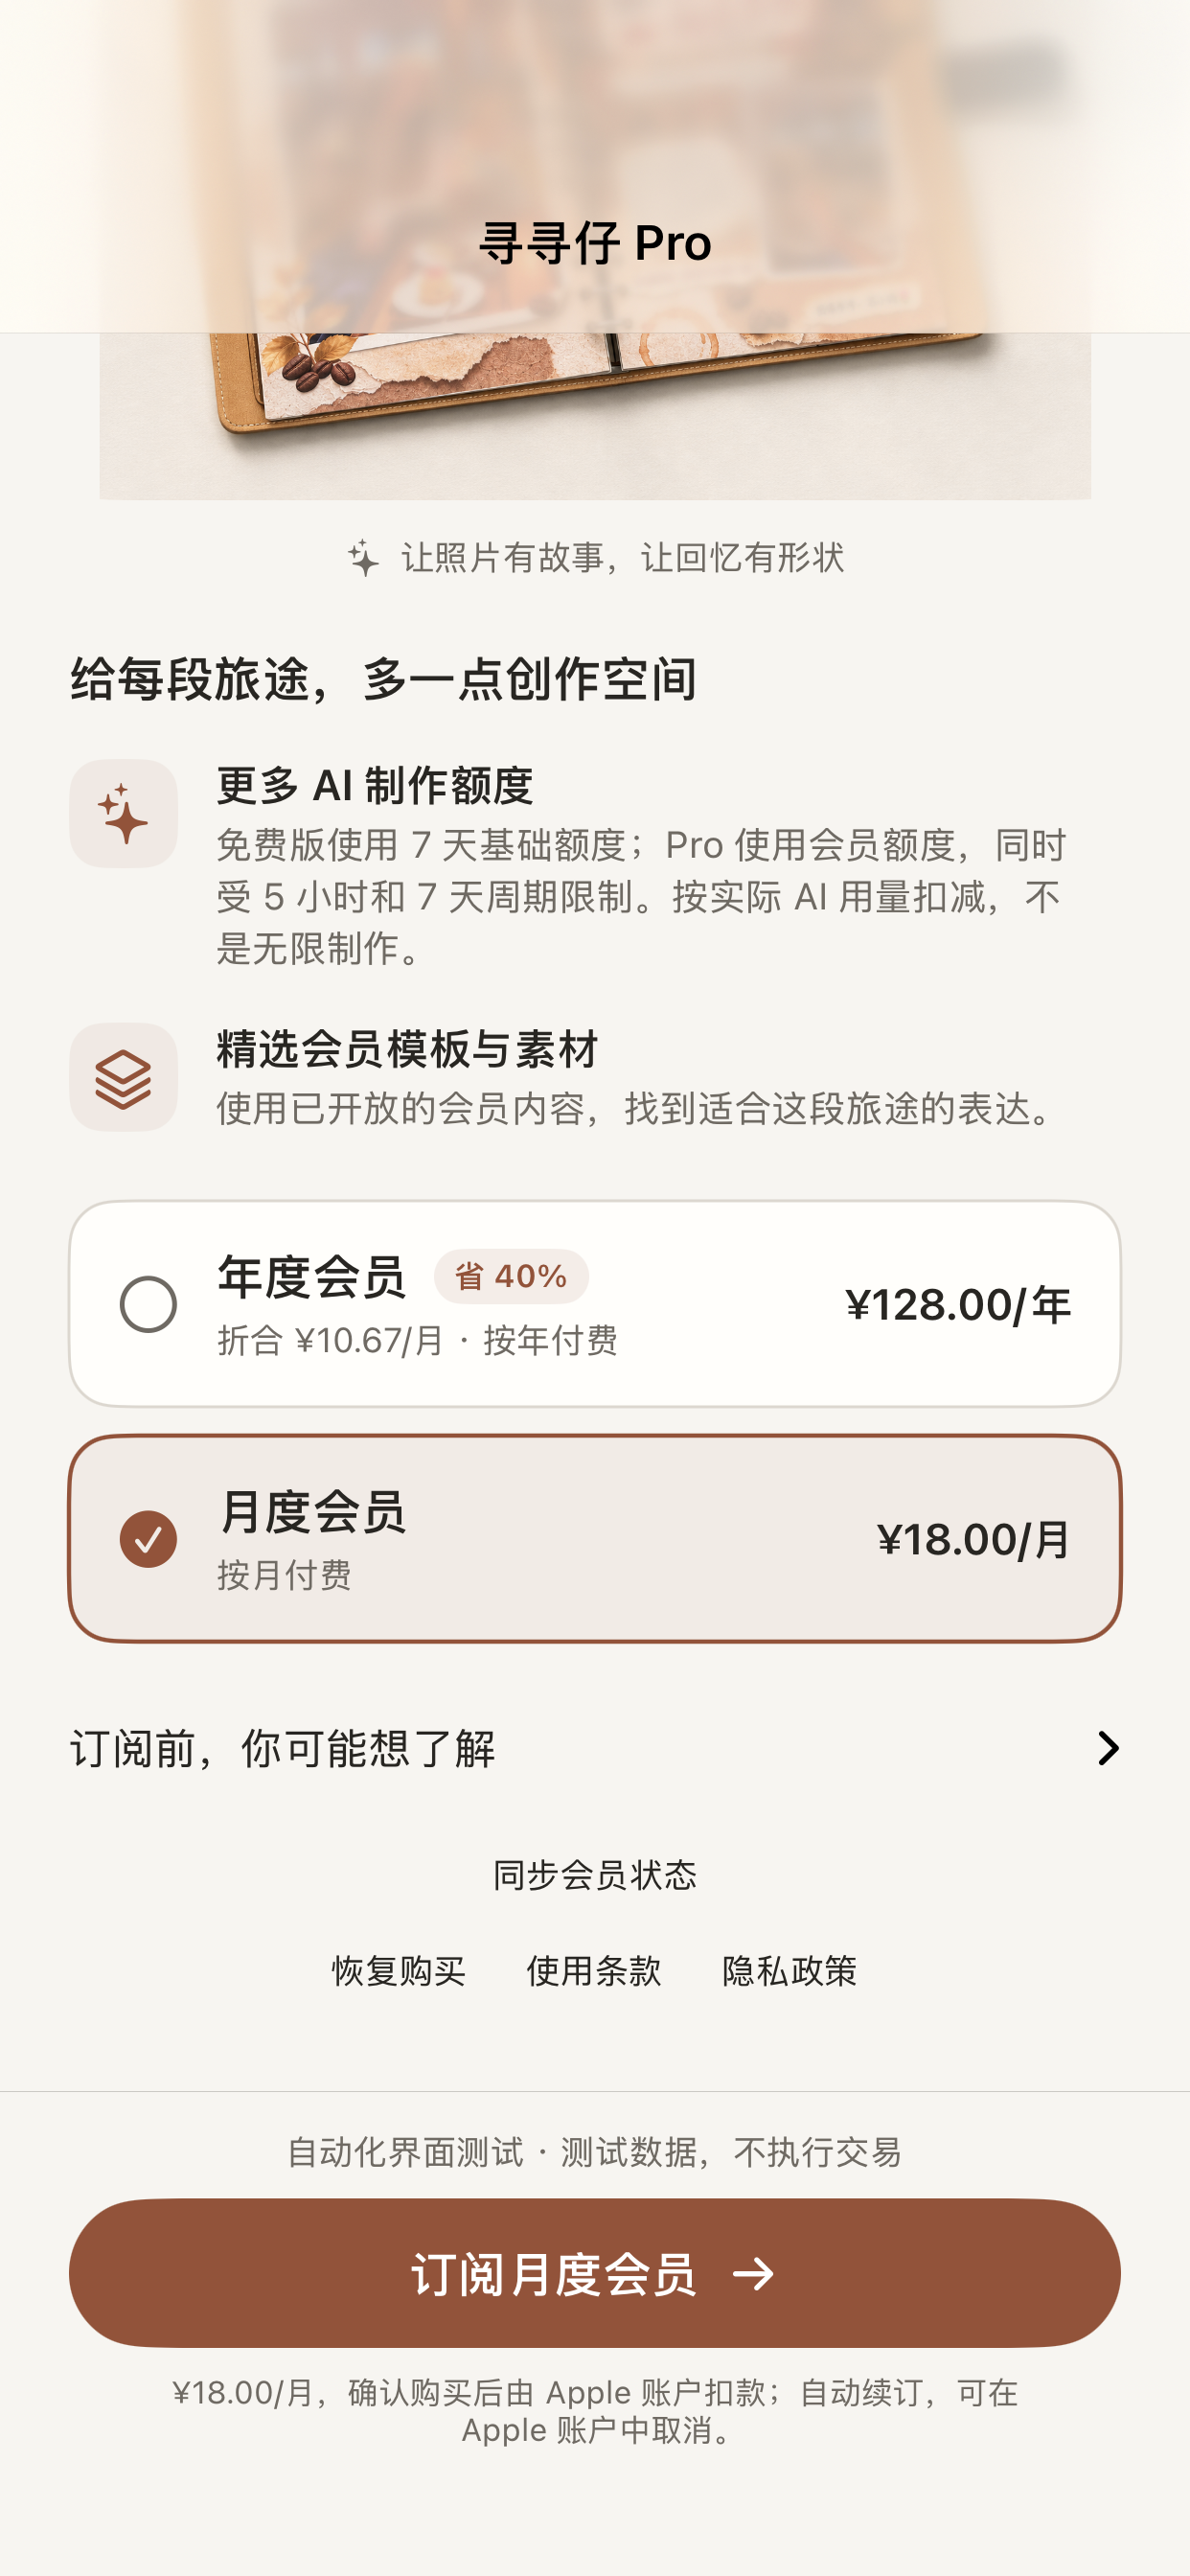 寻寻仔 Pro
让照片有故事，让回忆有形状
给每段旅途，多一点创作空间
更多 AI 制作额度
免费版使用 7 天基础额度；Pro 使用会员额度，同时
受 5 小时和 7 天周期限制。按实际 AI 用量扣减，不
是无限制作。
精选会员模板与素材
使用已开放的会员内容，找到适合这段旅途的表达。
年度会员 省 40%
¥128.00/年
折合 ¥10.67/月 · 按年付费
月度会员
¥18.00/月
按月付费
订阅前，你可能想了解
同步会员状态
恢复购买 使用条款 隐私政策
自动化界面测试 · 测试数据，不执行交易
订阅月度会员 →
¥18.00/月，确认购买后由 Apple 账户扣款；自动续订，可在
Apple 账户中取消。